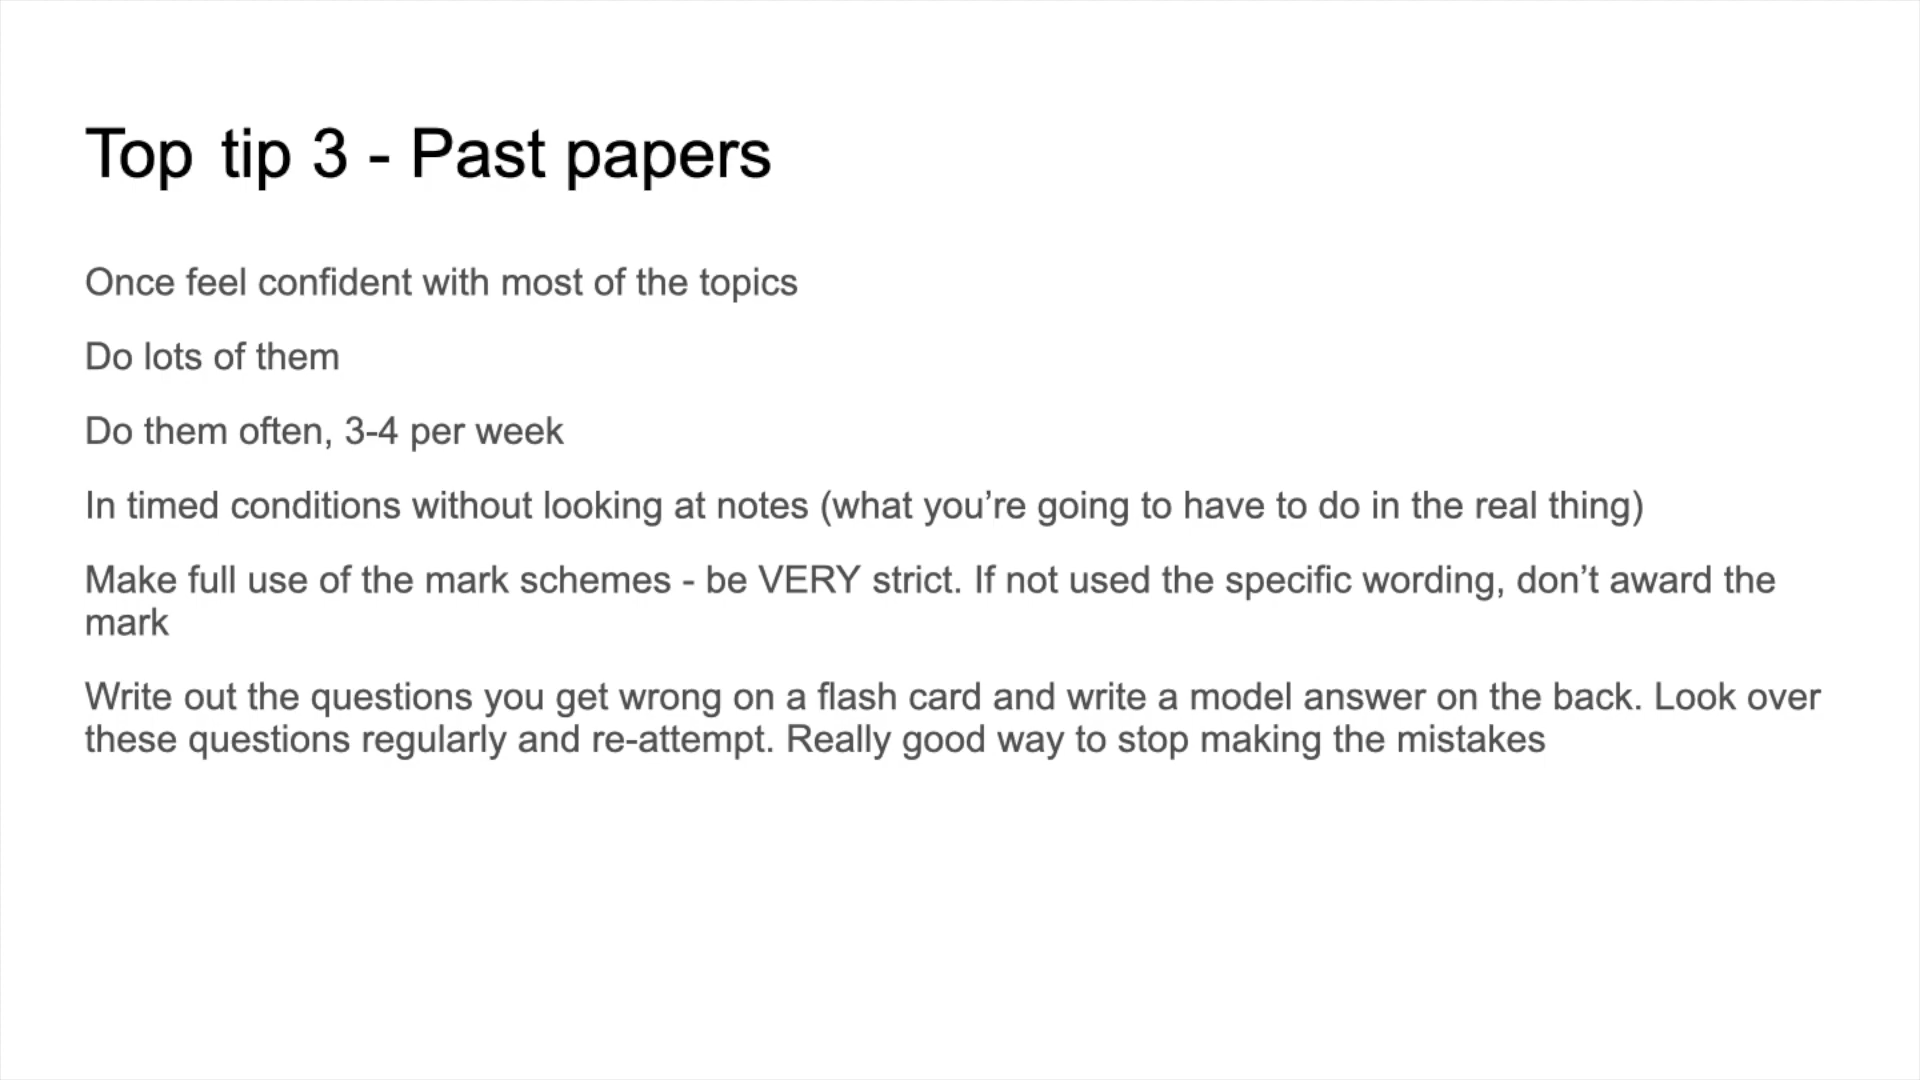 Top tip 3 - Past papers
Once feel confident with most of the topics
Do lots of them
Do them often, 3-4 per week
In timed conditions without looking at notes (what you’re going to have to do in the real thing)
Make full use of the mark schemes - be VERY strict. If not used the specific wording, don’t award the
mark
Write out the questions you get wrong on a flash card and write a model answer on the back. Look over
these questions regularly and re-attempt. Really good way to stop making the mistakes